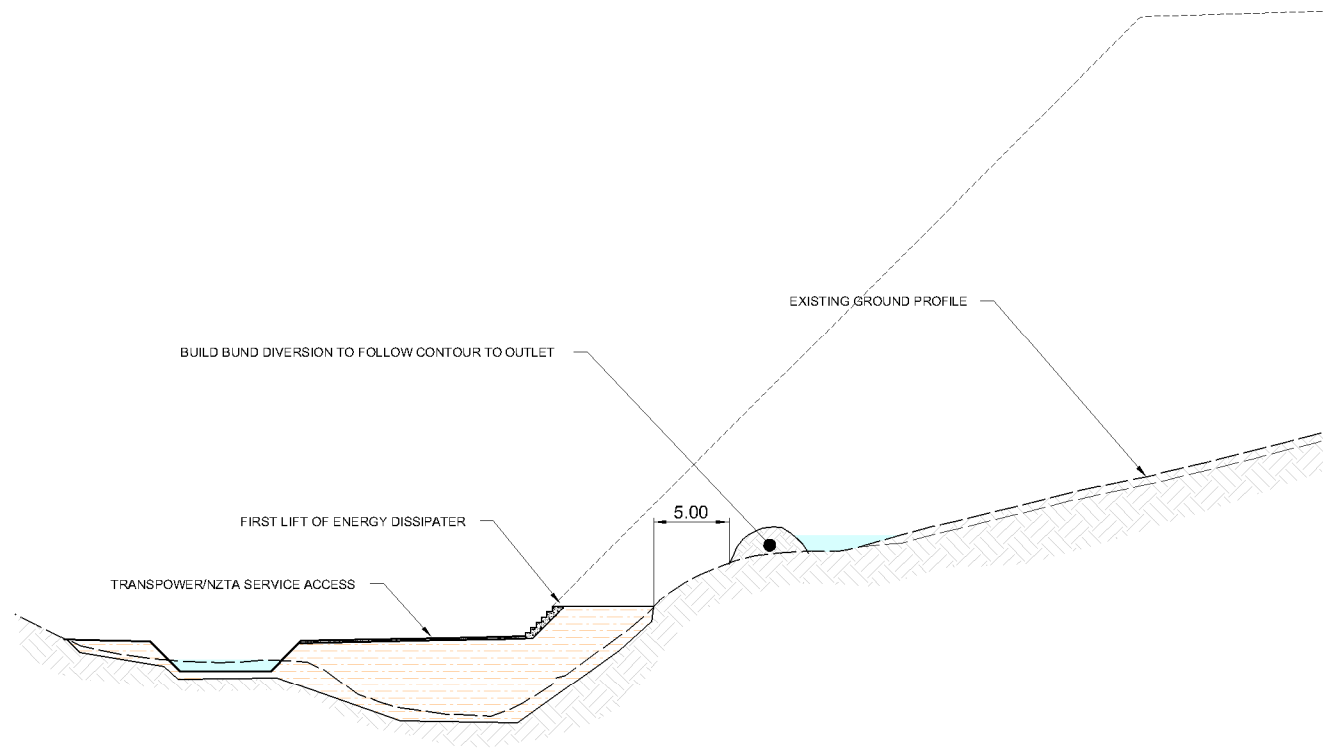 EXISTING GROUND PROFILE
BUILD BUND DIVERSION TO FOLLOW CONTOUR TO OUTLET
5.00
FIRST LIFT OF ENERGY DISSIPATER
TRANSPOWER/NZTA SERVICE ACCESS